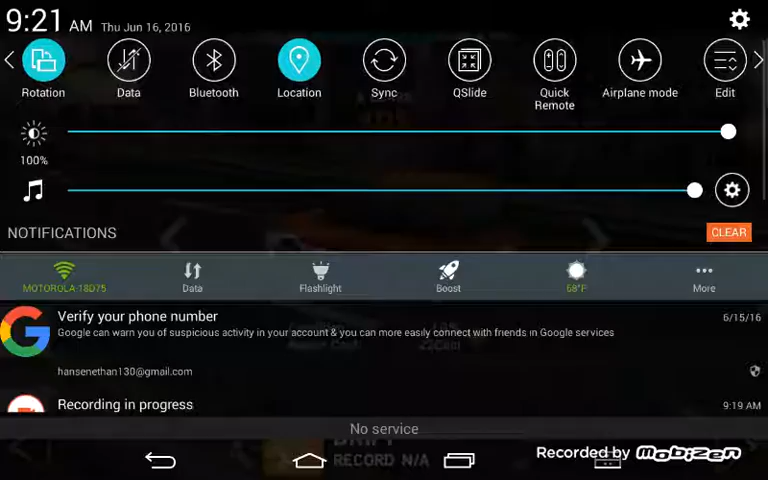 9:21 AM Thu Jun 16, 2016
Rotation Data Bluetooth Location Sync QSlide Quick Remote Airplane mode Edit
100%
NOTIFICATIONS CLEAR
MOTOROLA-18D75 Data Flashlight Boost 68°F More
Verify your phone number 6/15/16
Google can warn you of suspicious activity in your account & you can more easily connect with friends in Google services
hansenethan130@gmail.com
Recording in progress 9:19 AM
No service
DRIFT
RECORD N/A
Recorded by Mobizen